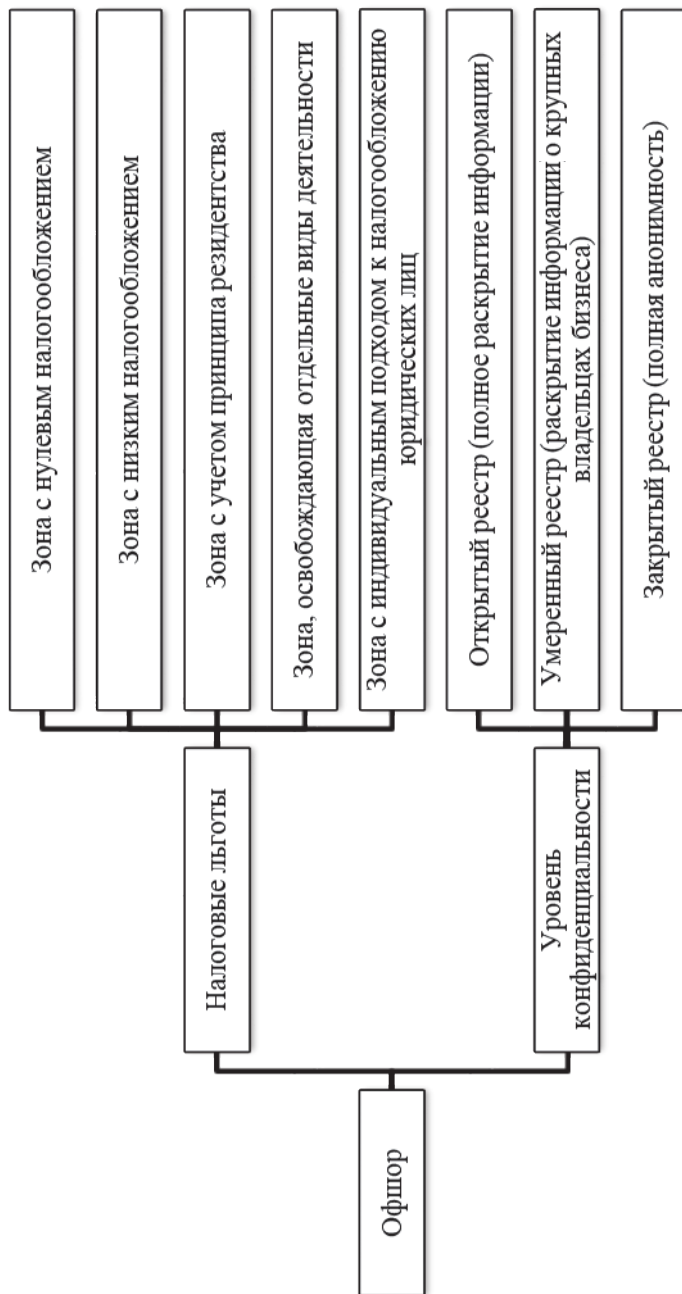 Офшор
Налоговые льготы
Зона с нулевым налогообложением
Зона с низким налогообложением
Зона с учетом принципа резидентства
Зона, освобождающая отдельные виды деятельности
Зона с индивидуальным подходом к налогообложению
юридических лиц
Уровень
конфиденциальности
Открытый реестр (полное раскрытие информации)
Умеренный реестр (раскрытие информации о крупных
владельцах бизнеса)
Закрытый реестр (полная анонимность)